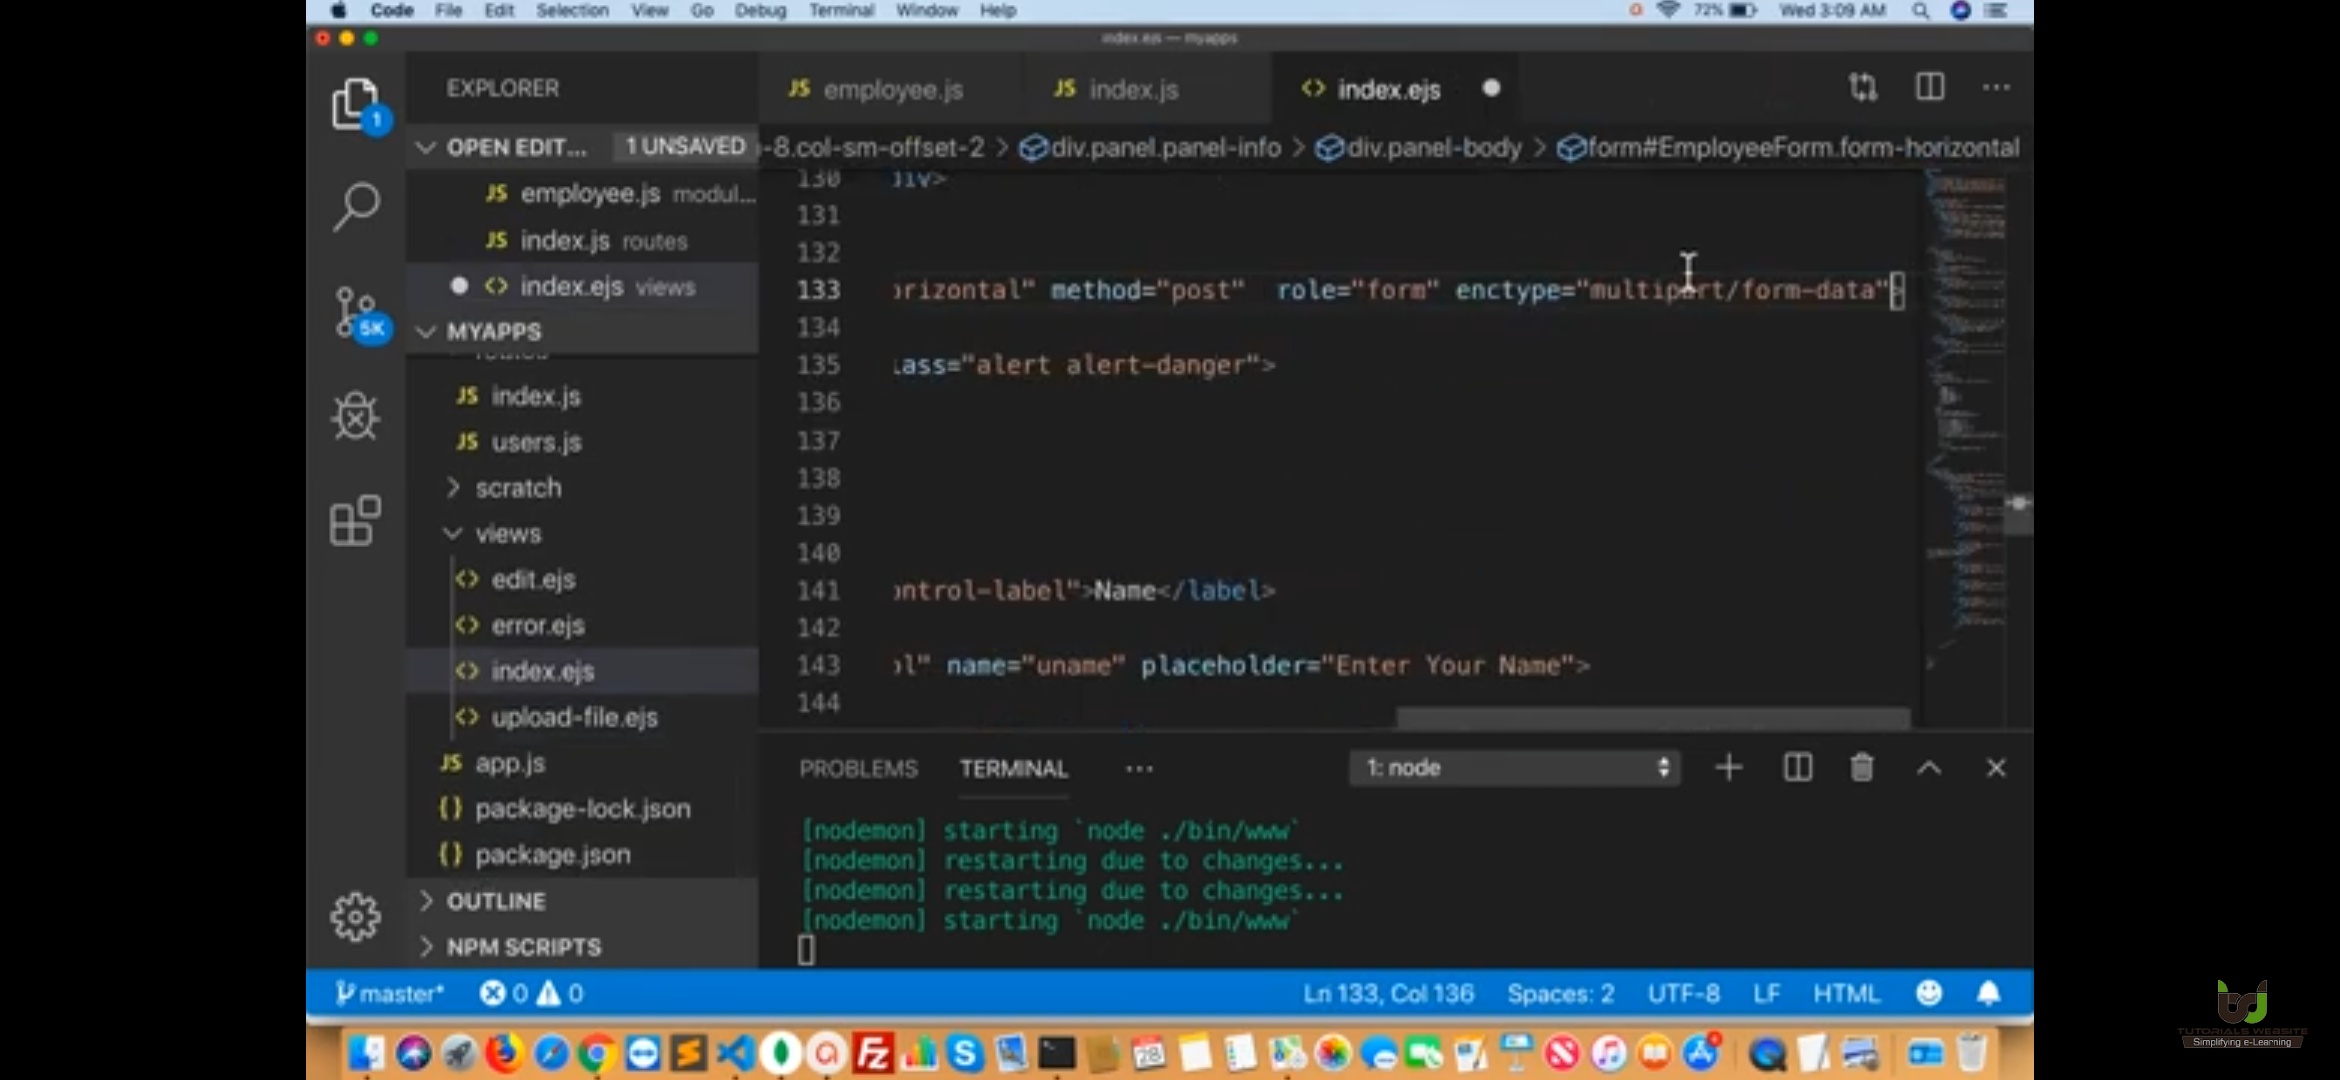 Code File Edit Selection View Go Debug Terminal Window Help
72% Wed 3:09 AM
index.ejs — myapps
EXPLORER
JS employee.js
JS index.js
<> index.ejs
1
OPEN EDIT... 1 UNSAVED
-8.col-sm-offset-2 > div.panel.panel-info > div.panel-body > form#EmployeeForm.form-horizontal
JS employee.js modul...
JS index.js routes
<> index.ejs views
5K
MYAPPS
JS index.js
JS users.js
> scratch
views
<> edit.ejs
<> error.ejs
<> index.ejs
<> upload-file.ejs
JS app.js
{} package-lock.json
{} package.json
> OUTLINE
> NPM SCRIPTS
130 div>
131
132
133 orizontal" method="post"  role="form" enctype="multipart/form-data">
134
135 lass="alert alert-danger">
136
137
138
139
140
141 ontrol-label">Name</label>
142
143 ol" name="uname" placeholder="Enter Your Name">
144
PROBLEMS TERMINAL ... 1: node
[nodemon] starting `node ./bin/www`
[nodemon] restarting due to changes...
[nodemon] restarting due to changes...
[nodemon] starting `node ./bin/www`
master* 0 0 Ln 133, Col 136 Spaces: 2 UTF-8 LF HTML
Fz S 28
TUTORIALS WEBSITE
Simplifying e-Learning